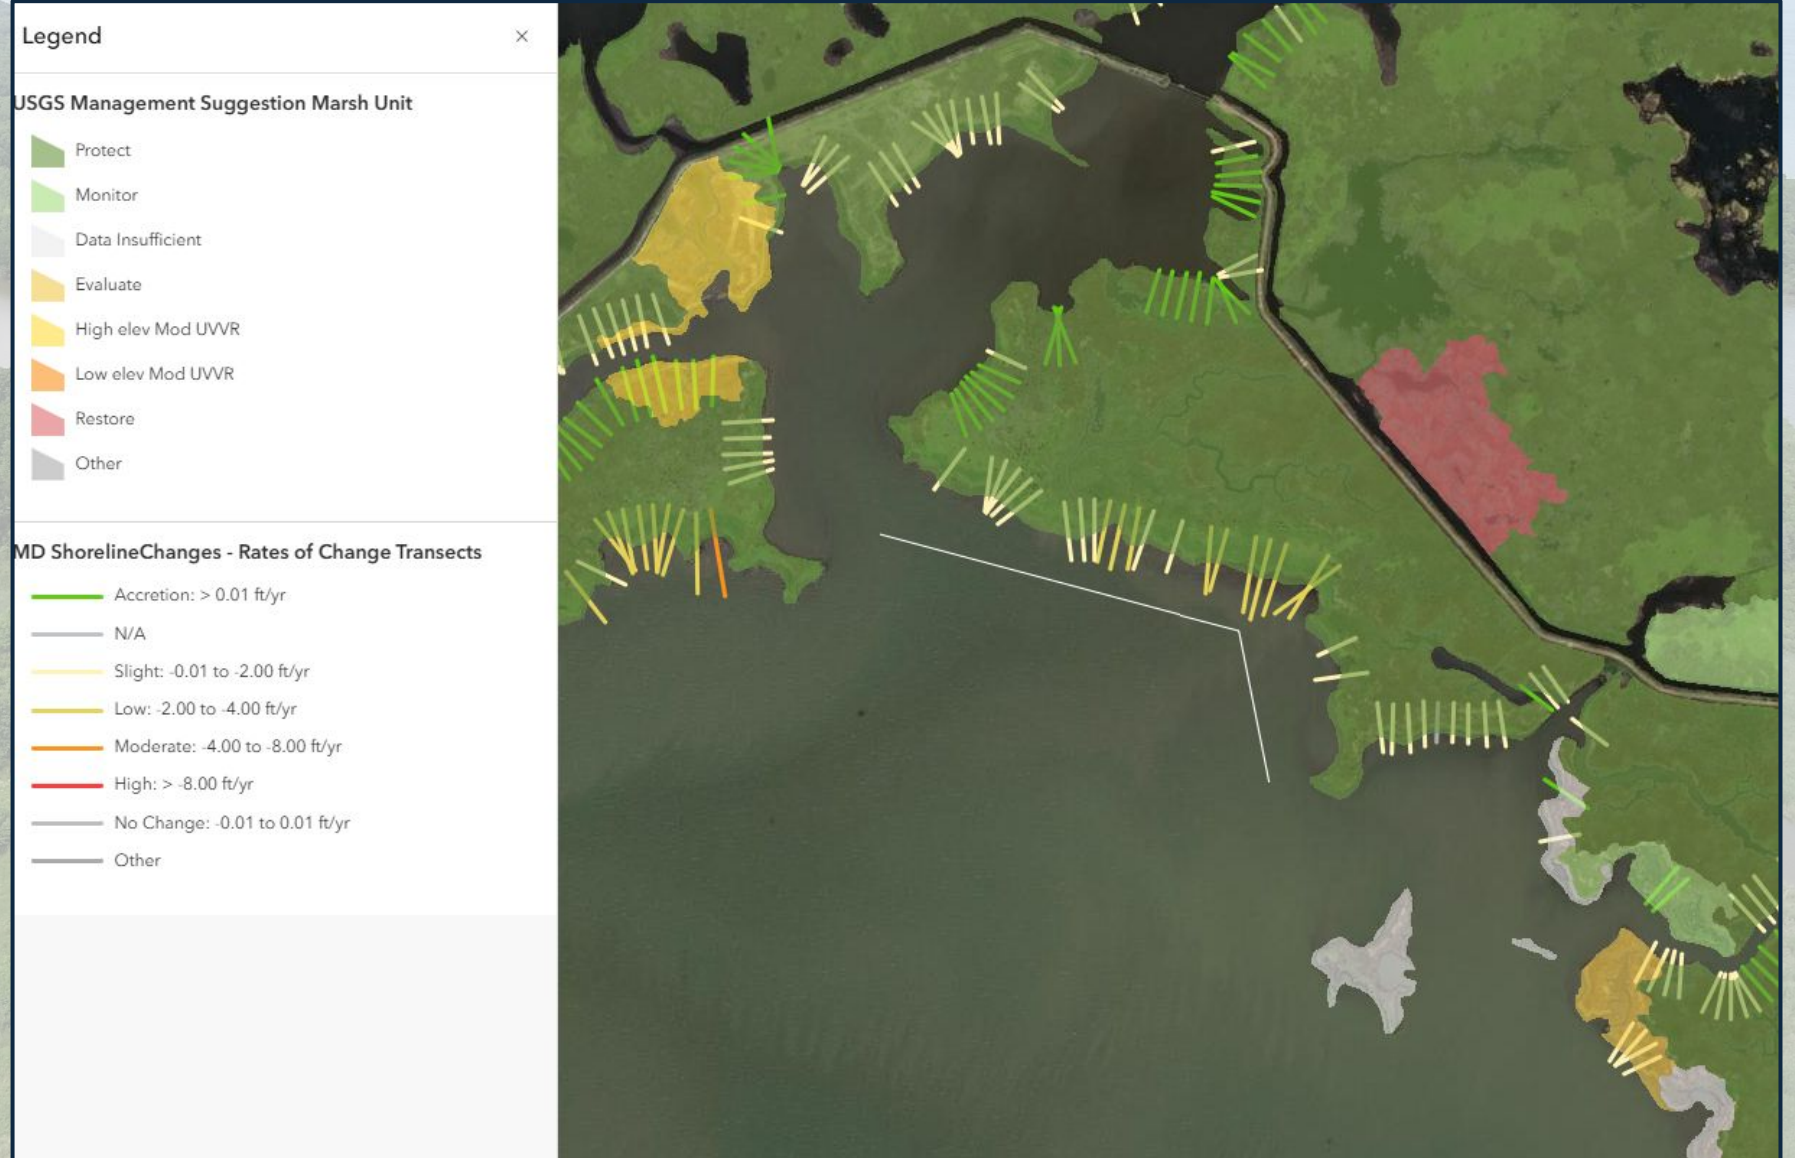 Legend
×
USGS Management Suggestion Marsh Unit
Protect
Monitor
Data Insufficient
Evaluate
High elev Mod UVVR
Low elev Mod UVVR
Restore
Other
MD ShorelineChanges - Rates of Change Transects
Accretion: > 0.01 ft/yr
N/A
Slight: -0.01 to -2.00 ft/yr
Low: -2.00 to -4.00 ft/yr
Moderate: -4.00 to -8.00 ft/yr
High: > -8.00 ft/yr
No Change: -0.01 to 0.01 ft/yr
Other